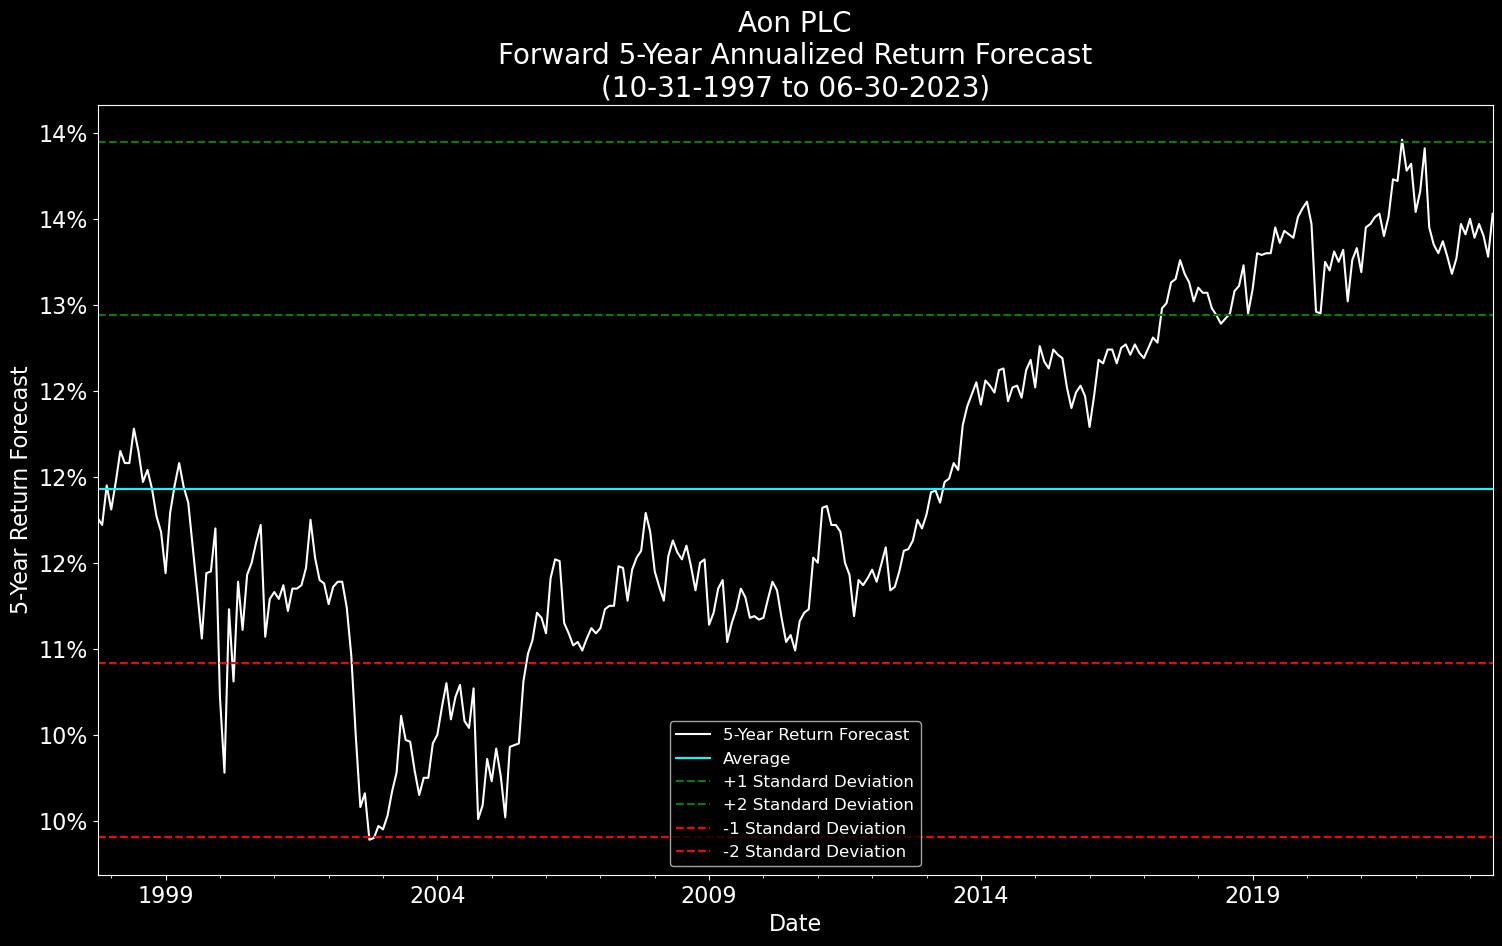 Aon PLC
Forward 5-Year Annualized Return Forecast
(10-31-1997 to 06-30-2023)
5-Year Return Forecast
14%
14%
13%
12%
12%
12%
11%
10%
10%
5-Year Return Forecast
Average
+1 Standard Deviation
+2 Standard Deviation
-1 Standard Deviation
-2 Standard Deviation
1999 2004 2009 2014 2019
Date